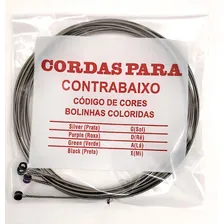 CORDAS PARA
CONTRABAIXO
CÓDIGO DE CORES
BOLINHAS COLORIDAS
Silver (Prata) G(Sol)
Purple (Roxo) D(Ré)
Green (Verde) A(Lá)
Black (Preta) E(Mi)